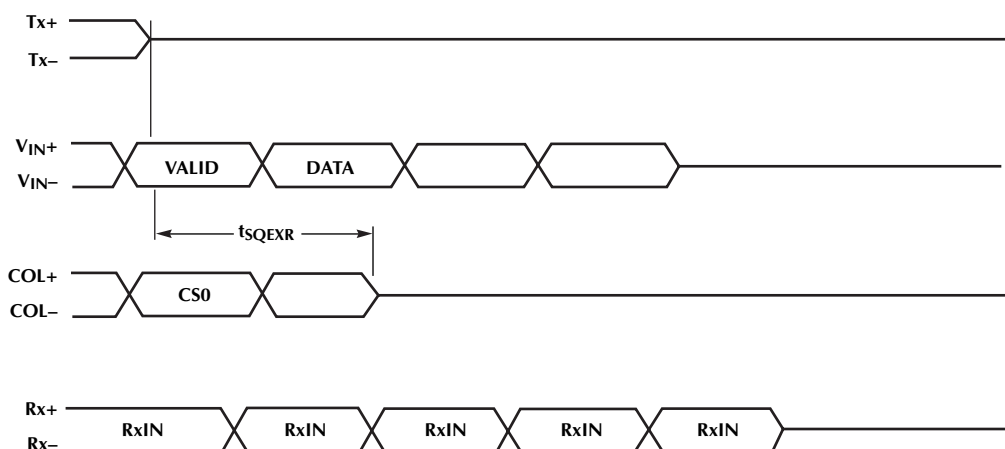 Tx+
Tx–
VIN+
VIN–
VALID DATA
tSQEXR
COL+
COL–
CS0
Rx+
Rx–
RxIN RxIN RxIN RxIN RxIN